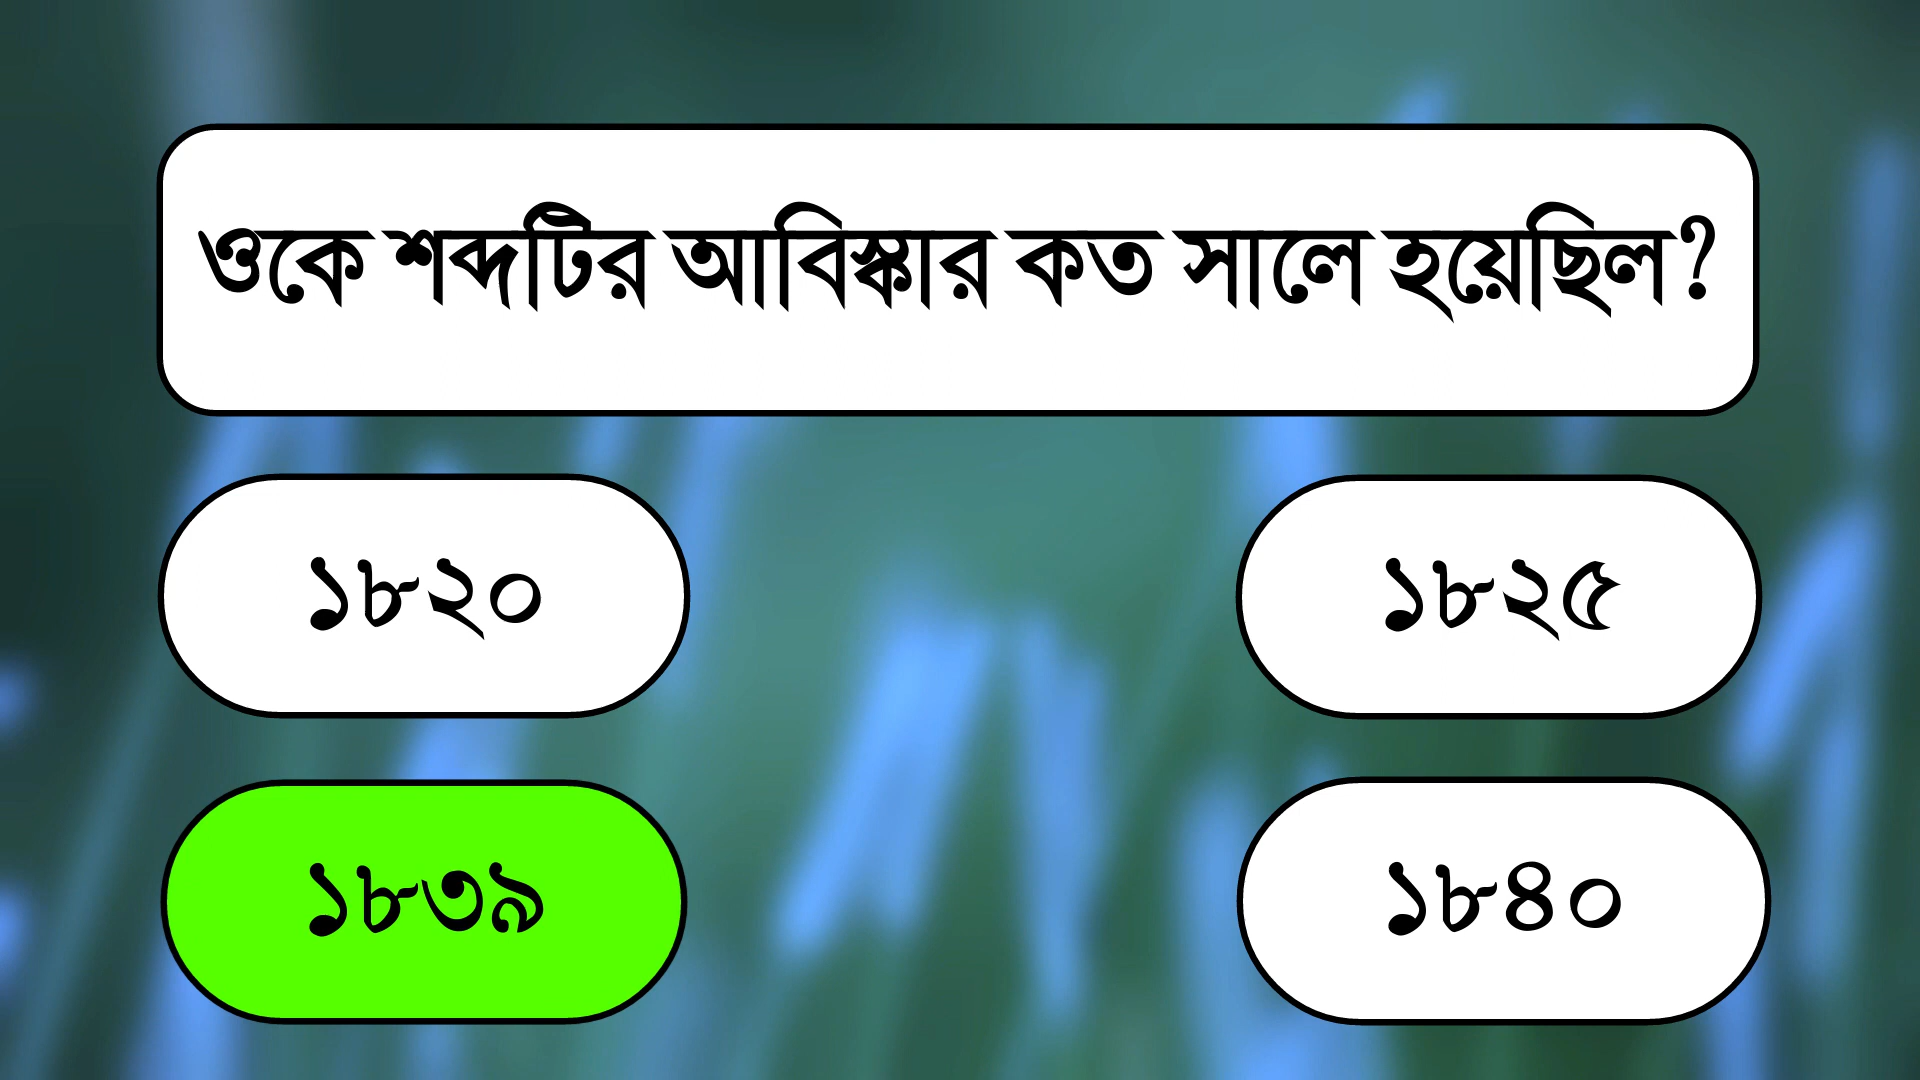 ওকে শব্দটির আবিস্কার কত সালে হয়েছিল?
১৮২০
১৮২৫
১৮৩৯
১৮৪০